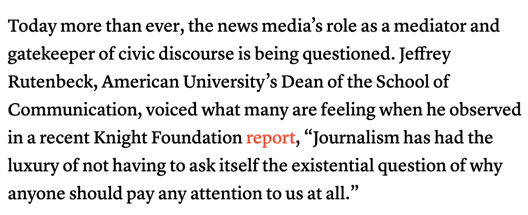 Today more than ever, the news media’s role as a mediator and
gatekeeper of civic discourse is being questioned. Jeffrey
Rutenbeck, American University’s Dean of the School of
Communication, voiced what many are feeling when he observed
in a recent Knight Foundation report, “Journalism has had the
luxury of not having to ask itself the existential question of why
anyone should pay any attention to us at all.”